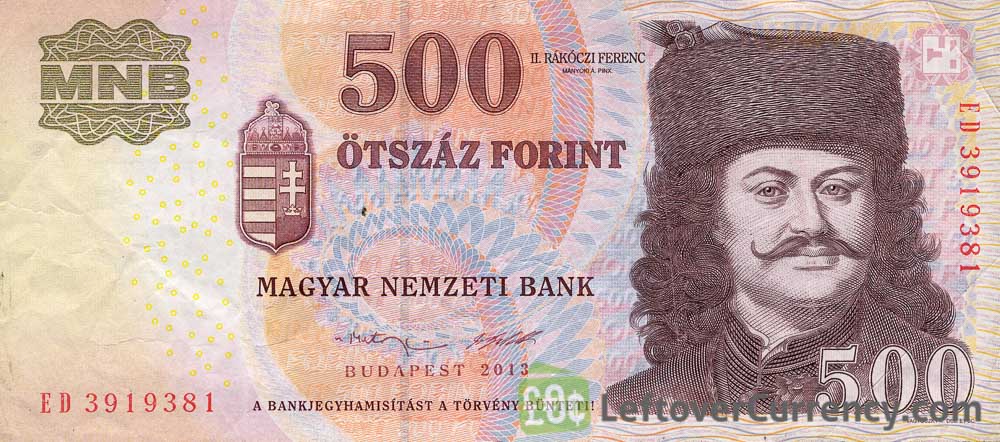 MNB
500
II. RÁKÓCZI FERENC
MÁNYOKI Á. PINX.
ÖTSZÁZ FORINT
ED 3919381
MAGYAR NEMZETI BANK
BUDAPEST 2013
ED 3919381
A BANKJEGYHAMISÍTÁST A TÖRVÉNY BÜNTETI!
500
LeftoverCurrency.com